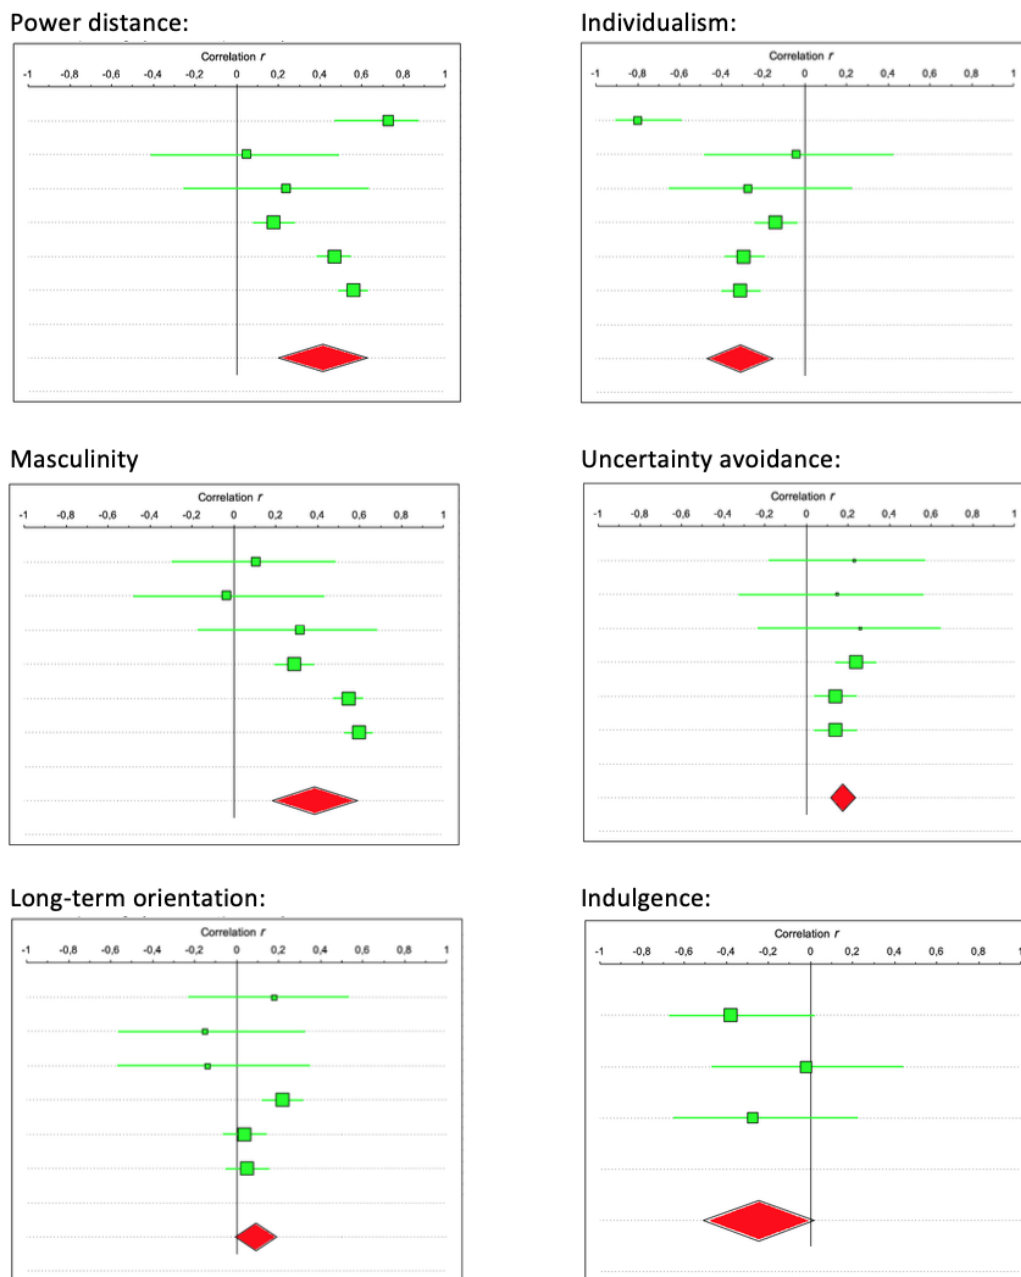 Power distance:
Individualism:
Correlation r
-1 -0,8 -0,6 -0,4 -0,2 0 0,2 0,4 0,6 0,8 1
Correlation r
-1 -0,8 -0,6 -0,4 -0,2 0 0,2 0,4 0,6 0,8 1
Masculinity
Uncertainty avoidance:
Correlation r
-1 -0,8 -0,6 -0,4 -0,2 0 0,2 0,4 0,6 0,8 1
Correlation r
-1 -0,8 -0,6 -0,4 -0,2 0 0,2 0,4 0,6 0,8 1
Long-term orientation:
Indulgence:
Correlation r
-1 -0,8 -0,6 -0,4 -0,2 0 0,2 0,4 0,6 0,8 1
Correlation r
-1 -0,8 -0,6 -0,4 -0,2 0 0,2 0,4 0,6 0,8 1